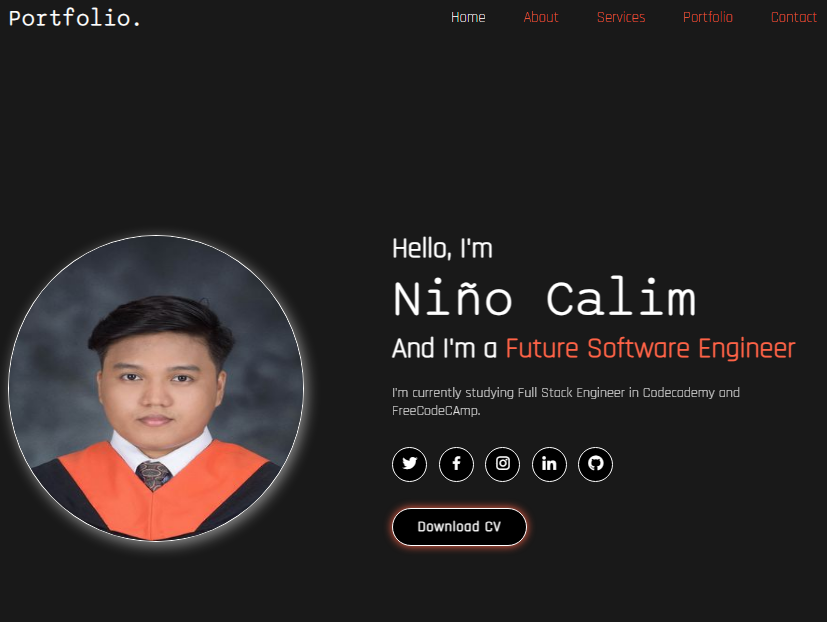 Portfolio.
Home About Services Portfolio Contact
Hello, I'm
Niño Calim
And I'm a Future Software Engineer
I'm currently studying Full Stack Engineer in Codecademy and
FreeCodeCAmp.
Download CV